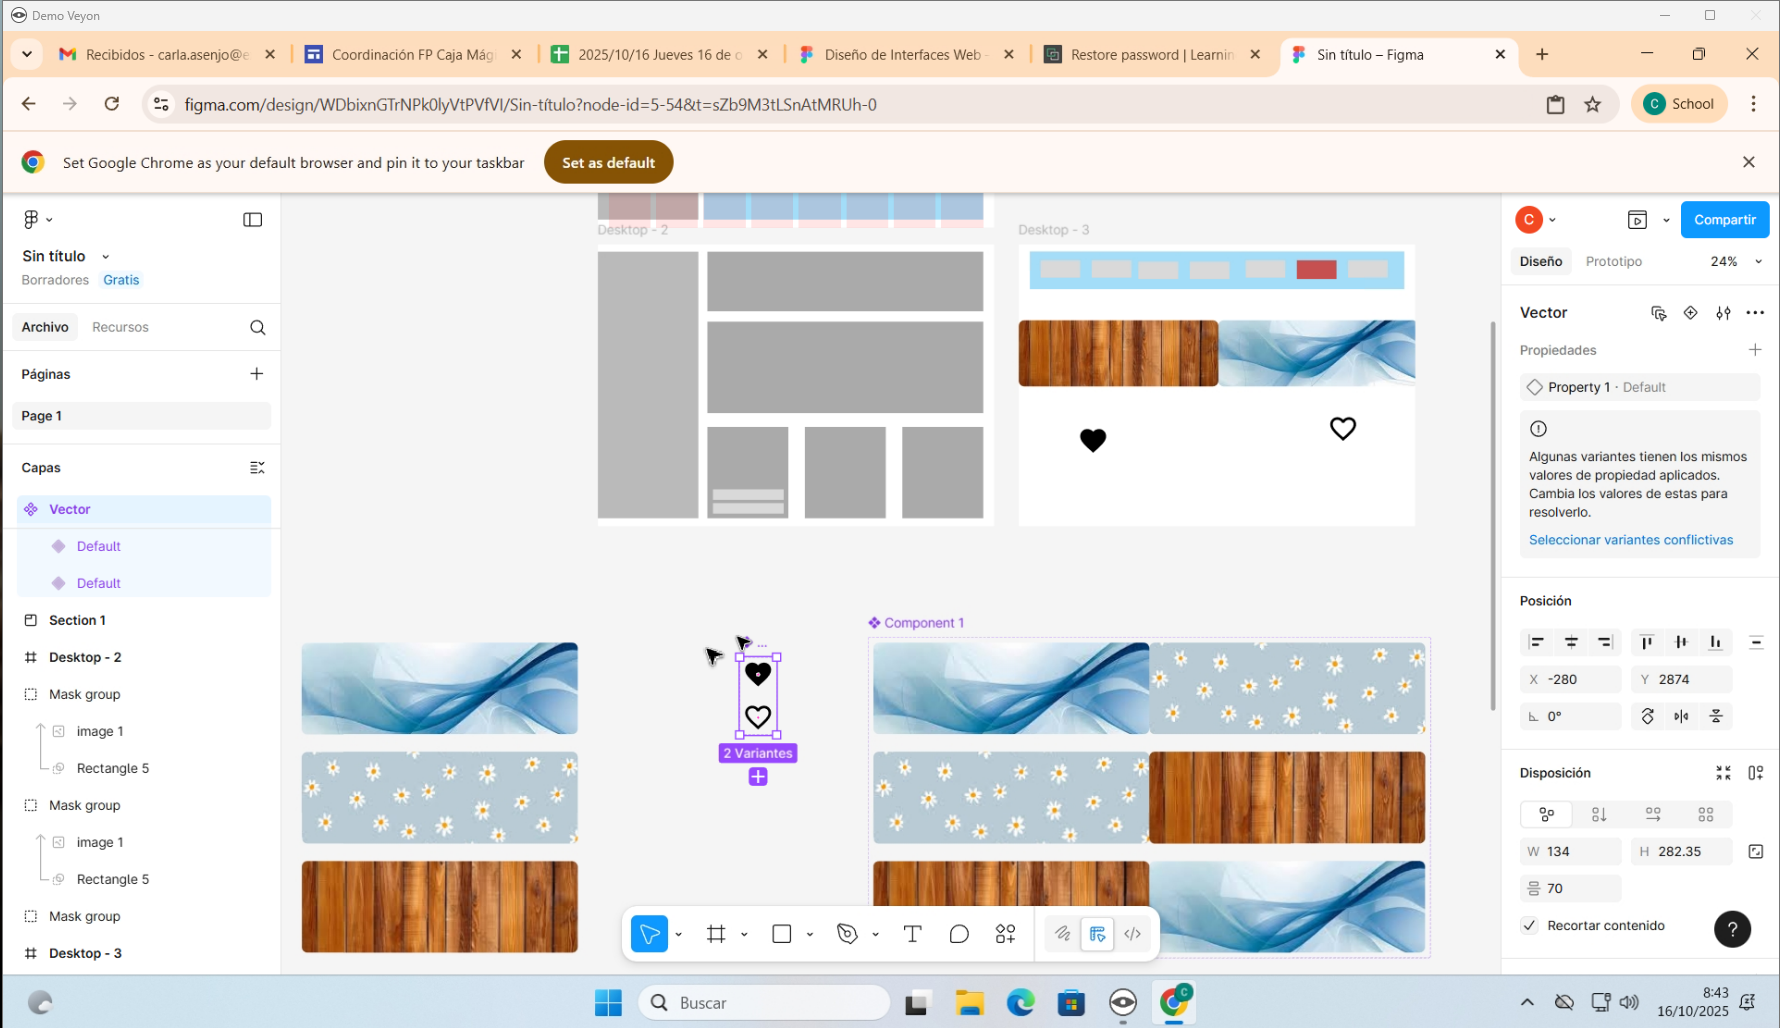 Demo Veyon
Recibidos - carla.asenjo@e
Coordinación FP Caja Mág
2025/10/16 Jueves 16 de o
Diseño de Interfaces Web -
Restore password | Learnin
Sin título – Figma
figma.com/design/WDbixnGTrNPk0lyVtPVfVI/Sin-título?node-id=5-54&t=sZb9M3tLSnAtMRUh-0
C School
Set Google Chrome as your default browser and pin it to your taskbar
Set as default
Sin título
Borradores Gratis
Archivo Recursos
Páginas
Page 1
Capas
Vector
Default
Default
Section 1
Desktop - 2
Mask group
image 1
Rectangle 5
Mask group
image 1
Rectangle 5
Mask group
Desktop - 3
Desktop - 2
Desktop - 3
Component 1
...
2 Variantes
C
Compartir
Diseño Prototipo 24%
Vector
Propiedades
Property 1 · Default
Algunas variantes tienen los mismos
valores de propiedad aplicados.
Cambia los valores de estas para
resolverlo.
Seleccionar variantes conflictivas
Posición
X -280 Y 2874
0°
Disposición
W 134 H 282.35
70
Recortar contenido
?
Buscar
C
8:43
16/10/2025